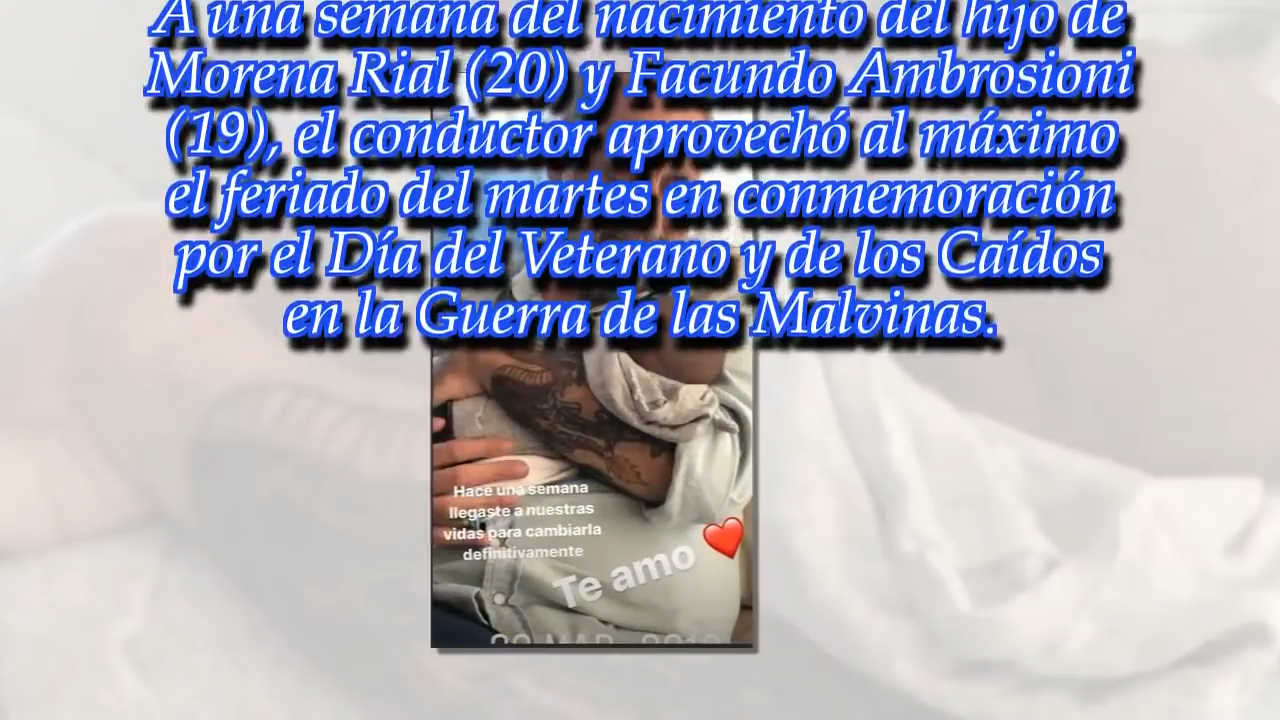 A una semana del nacimiento del hijo de
Morena Rial (20) y Facundo Ambrosioni
(19), el conductor aprovechó al máximo
el feriado del martes en conmemoración
por el Día del Veterano y de los Caídos
en la Guerra de las Malvinas.
Hace una semana
llegaste a nuestras
vidas para cambiarla
definitivamente
Te amo